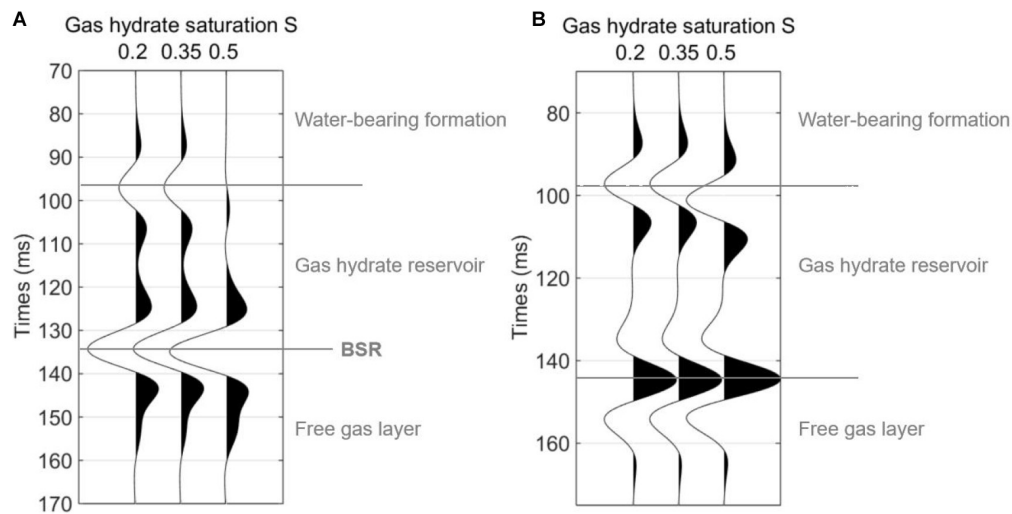 A
Gas hydrate saturation S
0.2 0.35 0.5
70
80
90
100
110
120
130
140
150
160
170
Times (ms)
Water-bearing formation
Gas hydrate reservoir
BSR
Free gas layer
B
Gas hydrate saturation S
0.2 0.35 0.5
80
100
120
140
160
Times (ms)
Water-bearing formation
Gas hydrate reservoir
Free gas layer